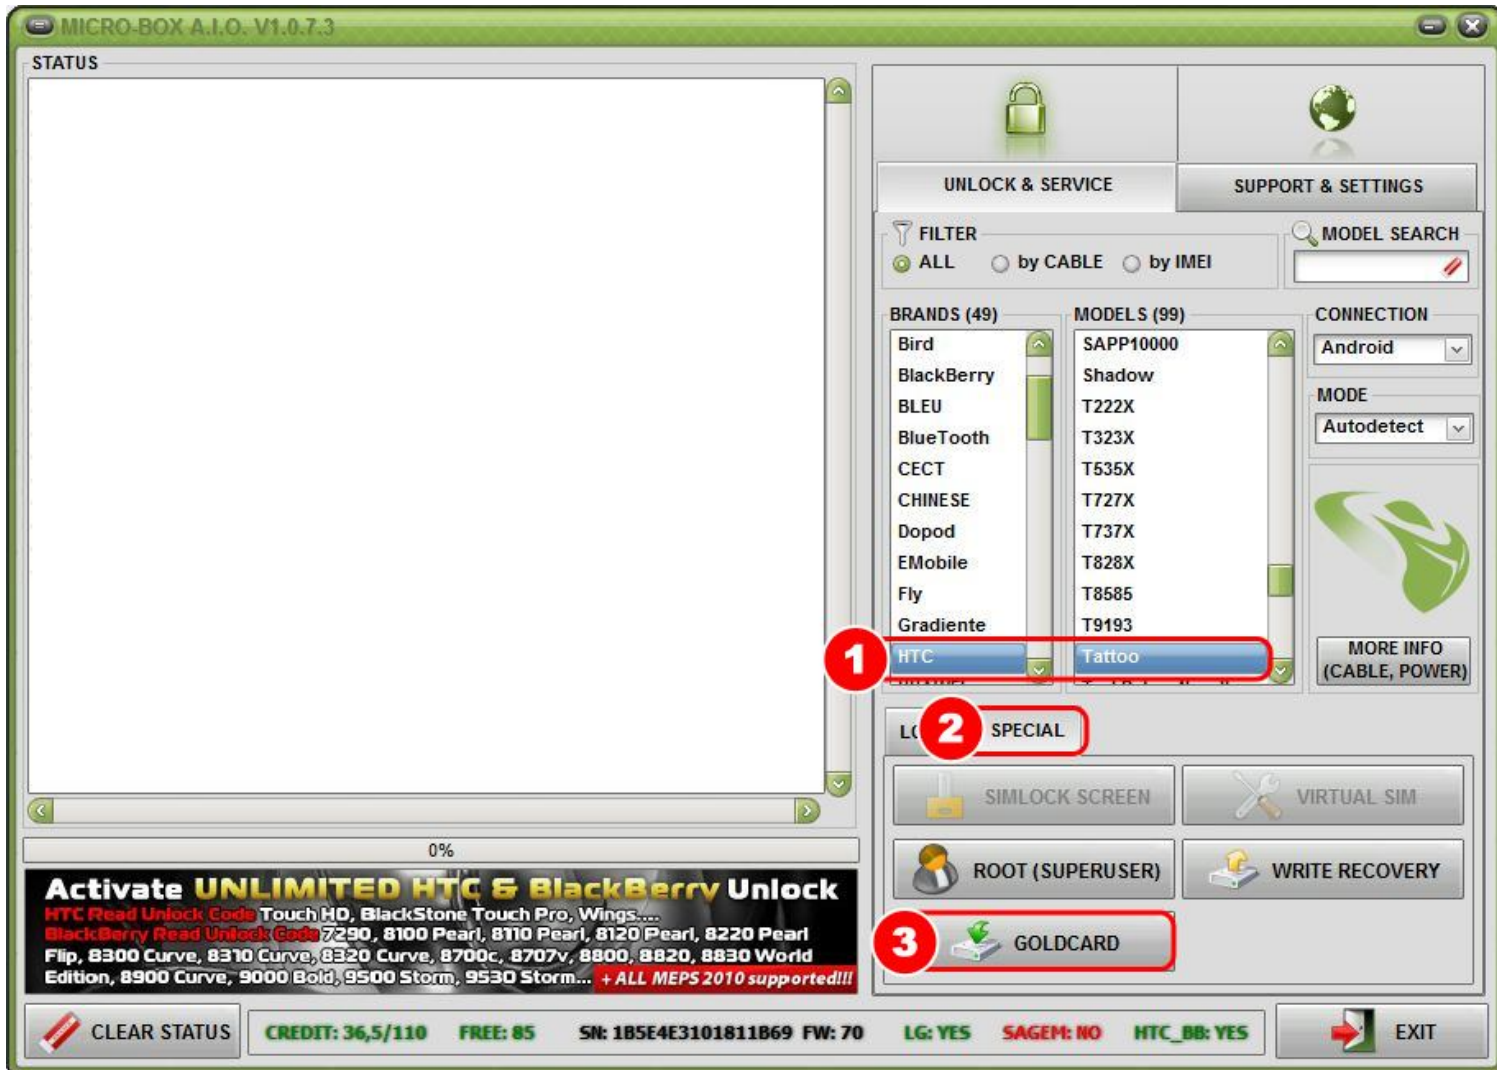 MICRO-BOX A.I.O. V1.0.7.3
STATUS
0%
Activate UNLIMITED HTC & BlackBerry Unlock
HTC Read Unlock Code Touch HD, BlackStone Touch Pro, Wings....
BlackBerry Read Unlock Code 7290, 8100 Pearl, 8110 Pearl, 8120 Pearl, 8220 Pearl
Flip, 8300 Curve, 8310 Curve, 8320 Curve, 8700c, 8707v, 8800, 8820, 8830 World
Edition, 8900 Curve, 9000 Bold, 9500 Storm, 9530 Storm... + ALL MEPS 2010 supported!!!
UNLOCK & SERVICE
SUPPORT & SETTINGS
FILTER
ALL by CABLE by IMEI
MODEL SEARCH
BRANDS (49)
Bird
BlackBerry
BLEU
BlueTooth
CECT
CHINESE
Dopod
EMobile
Fly
Gradiente
1
HTC
MODELS (99)
SAPP10000
Shadow
T222X
T323X
T535X
T727X
T737X
T828X
T8585
T9193
Tattoo
CONNECTION
Android
MODE
Autodetect
MORE INFO
(CABLE, POWER)
2
SPECIAL
SIMLOCK SCREEN
VIRTUAL SIM
ROOT (SUPERUSER)
WRITE RECOVERY
3
GOLDCARD
CLEAR STATUS
CREDIT: 36,5/110 FREE: 85 SN: 1B5E4E3101811B69 FW: 70 LG: YES SAGEM: NO HTC_BB: YES
EXIT